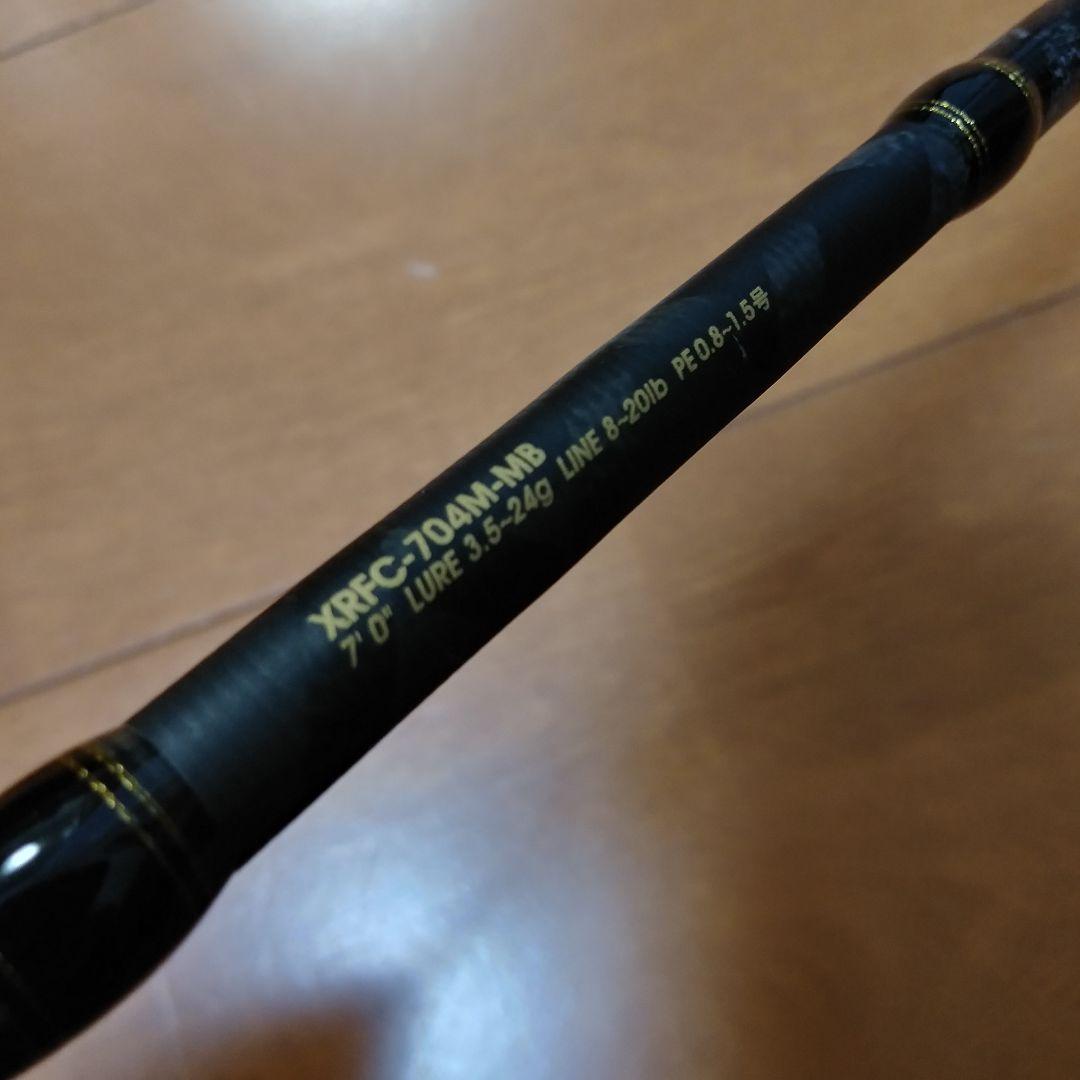 XRFC-704M-MB
7' 0" LURE 3.5~24g LINE 8~20lb PE 0.8~1.5号